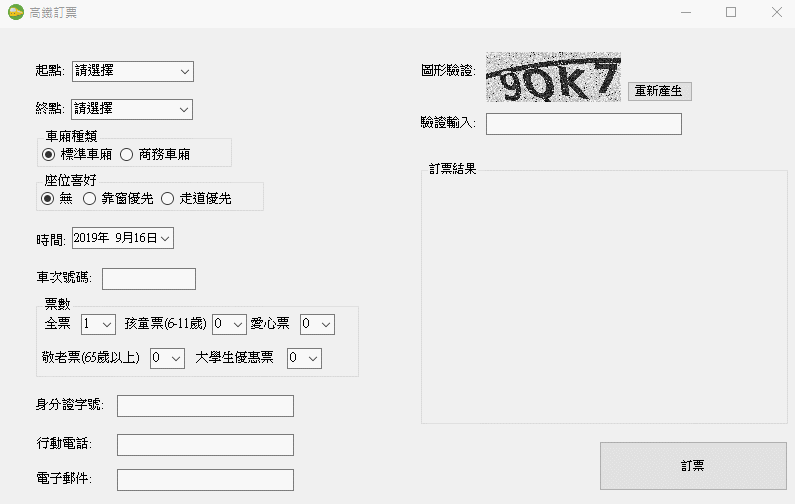 高鐵訂票
起點: 請選擇
終點: 請選擇
車廂種類
標準車廂 商務車廂
座位喜好
無 靠窗優先 走道優先
時間: 2019年 9月16日
車次號碼:
票數
全票 1 孩童票(6-11歲) 0 愛心票 0
敬老票(65歲以上) 0 大學生優惠票 0
身分證字號:
行動電話:
電子郵件:
圖形驗證: 9QK7 重新產生
驗證輸入:
訂票結果
訂票